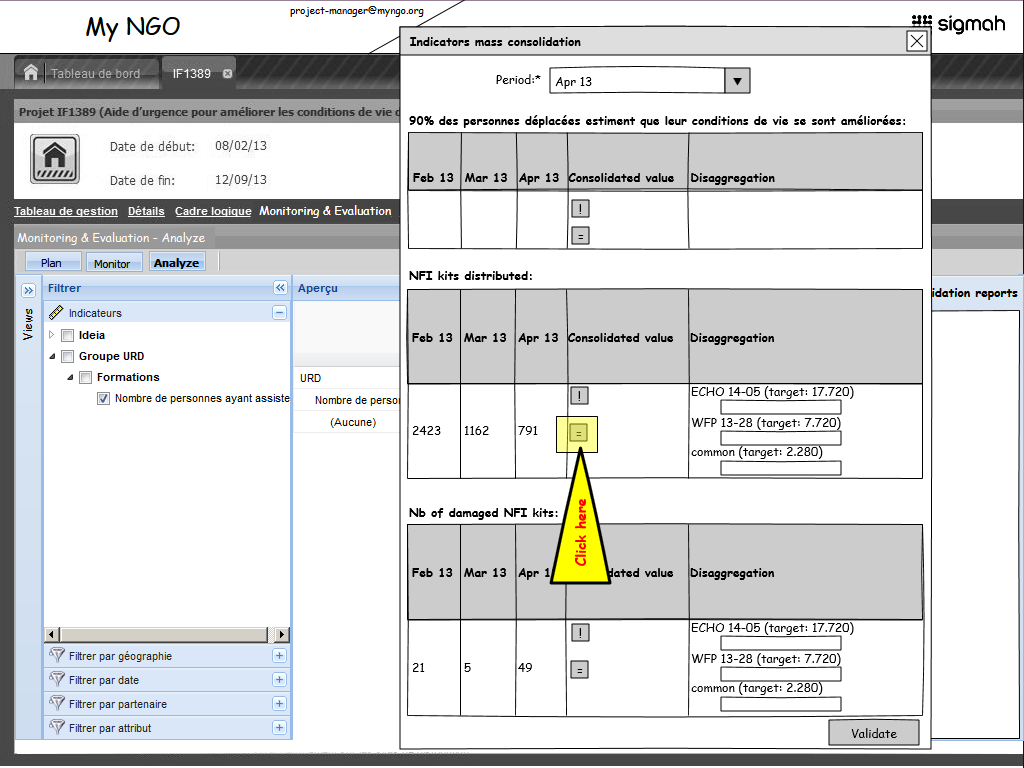 project-manager@myngo.org
My NGO
sigmah
Tableau de bord
IF1389
Projet IF1389 (Aide d'urgence pour améliorer les conditions de vie
Date de début: 08/02/13
Date de fin: 12/09/13
Tableau de gestion Détails Cadre logique Monitoring & Evaluation
Monitoring & Evaluation - Analyze
Plan Monitor Analyze
Views
Filtrer
Indicateurs
Ideia
Groupe URD
Formations
Nombre de personnes ayant assiste
Filtrer par géographie
Filtrer par date
Filtrer par partenaire
Filtrer par attribut
Aperçu
URD
Nombre de person
(Aucune)
idation reports
Indicators mass consolidation
Period:* Apr 13
90% des personnes déplacées estiment que leur conditions de vie se sont améliorées:
Feb 13 Mar 13 Apr 13 Consolidated value Disaggregation
!
=
NFI kits distributed:
Feb 13 Mar 13 Apr 13 Consolidated value Disaggregation
! ECHO 14-05 (target: 17.720)
2423 1162 791 = WFP 13-28 (target: 7.720)
common (target: 2.280)
Click here
Nb of damaged NFI kits:
Feb 13 Mar 13 Apr 1 dated value Disaggregation
! ECHO 14-05 (target: 17.720)
21 5 49 = WFP 13-28 (target: 7.720)
common (target: 2.280)
Validate